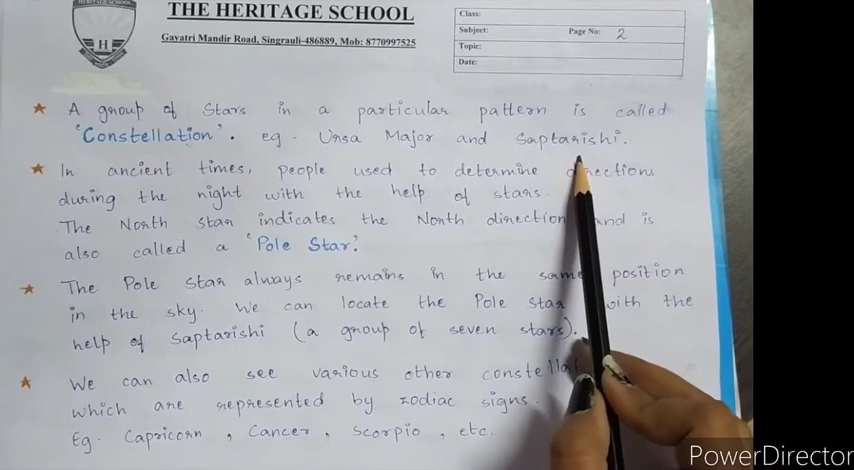 HERITAGE SCHOOL
H
THE HERITAGE SCHOOL
Gayatri Mandir Road, Singrauli-486889, Mob: 8770997525
Class:
Subject: Page No: 2
Topic:
Date:
★ A group of Stars in a particular pattern is called
'Constellation'. eg - Ursa Major and Saptarishi.
★ In ancient times, people used to determine directions
during the night with the help of stars.
The North Star indicates the North direction and is
also called a 'Pole Star'.
★ The Pole star always remains in the same position
in the sky. We can locate the Pole Star with the
help of Saptarishi (a group of seven stars).
★ We can also see various other
which are represented by zodiac signs.
Eg. Capricorn, Cancer, Scorpio, etc.
PowerDirector